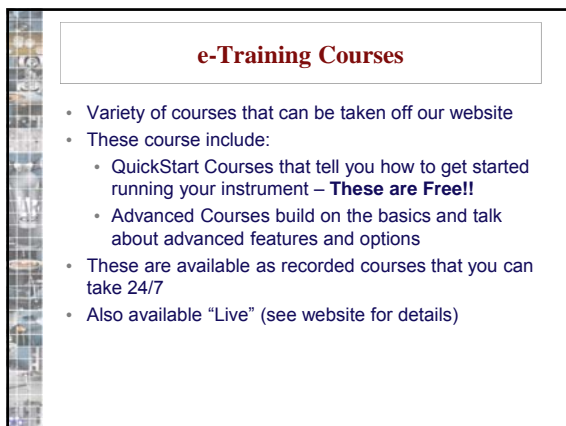 e-Training Courses
• Variety of courses that can be taken off our website
• These course include:
• QuickStart Courses that tell you how to get started
running your instrument – These are Free!!
• Advanced Courses build on the basics and talk
about advanced features and options
• These are available as recorded courses that you can
take 24/7
• Also available “Live” (see website for details)